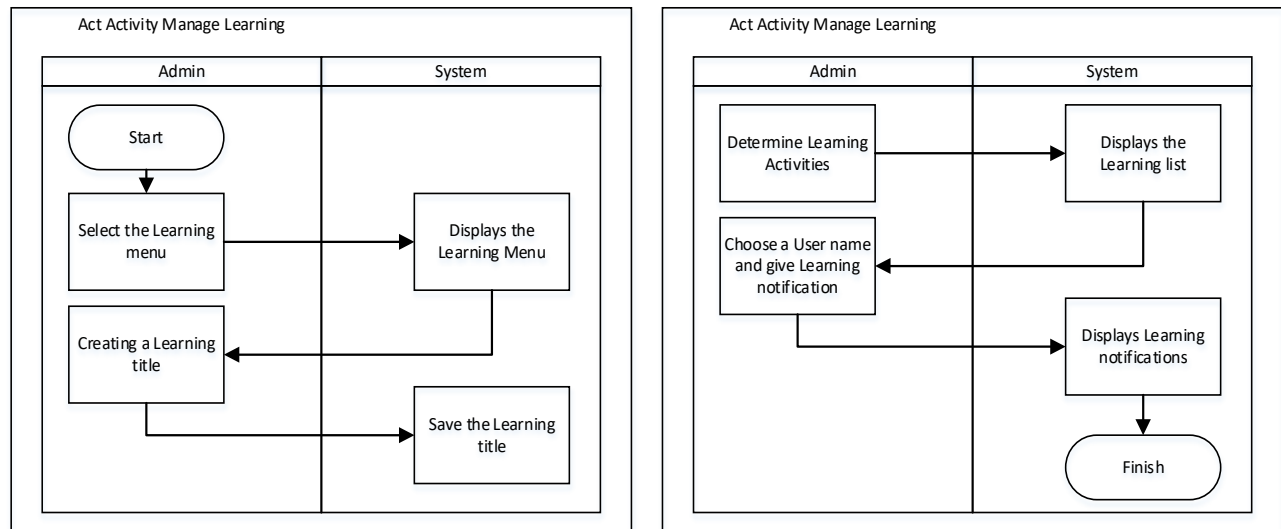 Act Activity Manage Learning
Admin
System
Start
Select the Learning
menu
Displays the
Learning Menu
Creating a Learning
title
Save the Learning
title
Act Activity Manage Learning
Admin
System
Determine Learning
Activities
Displays the
Learning list
Choose a User name
and give Learning
notification
Displays Learning
notifications
Finish